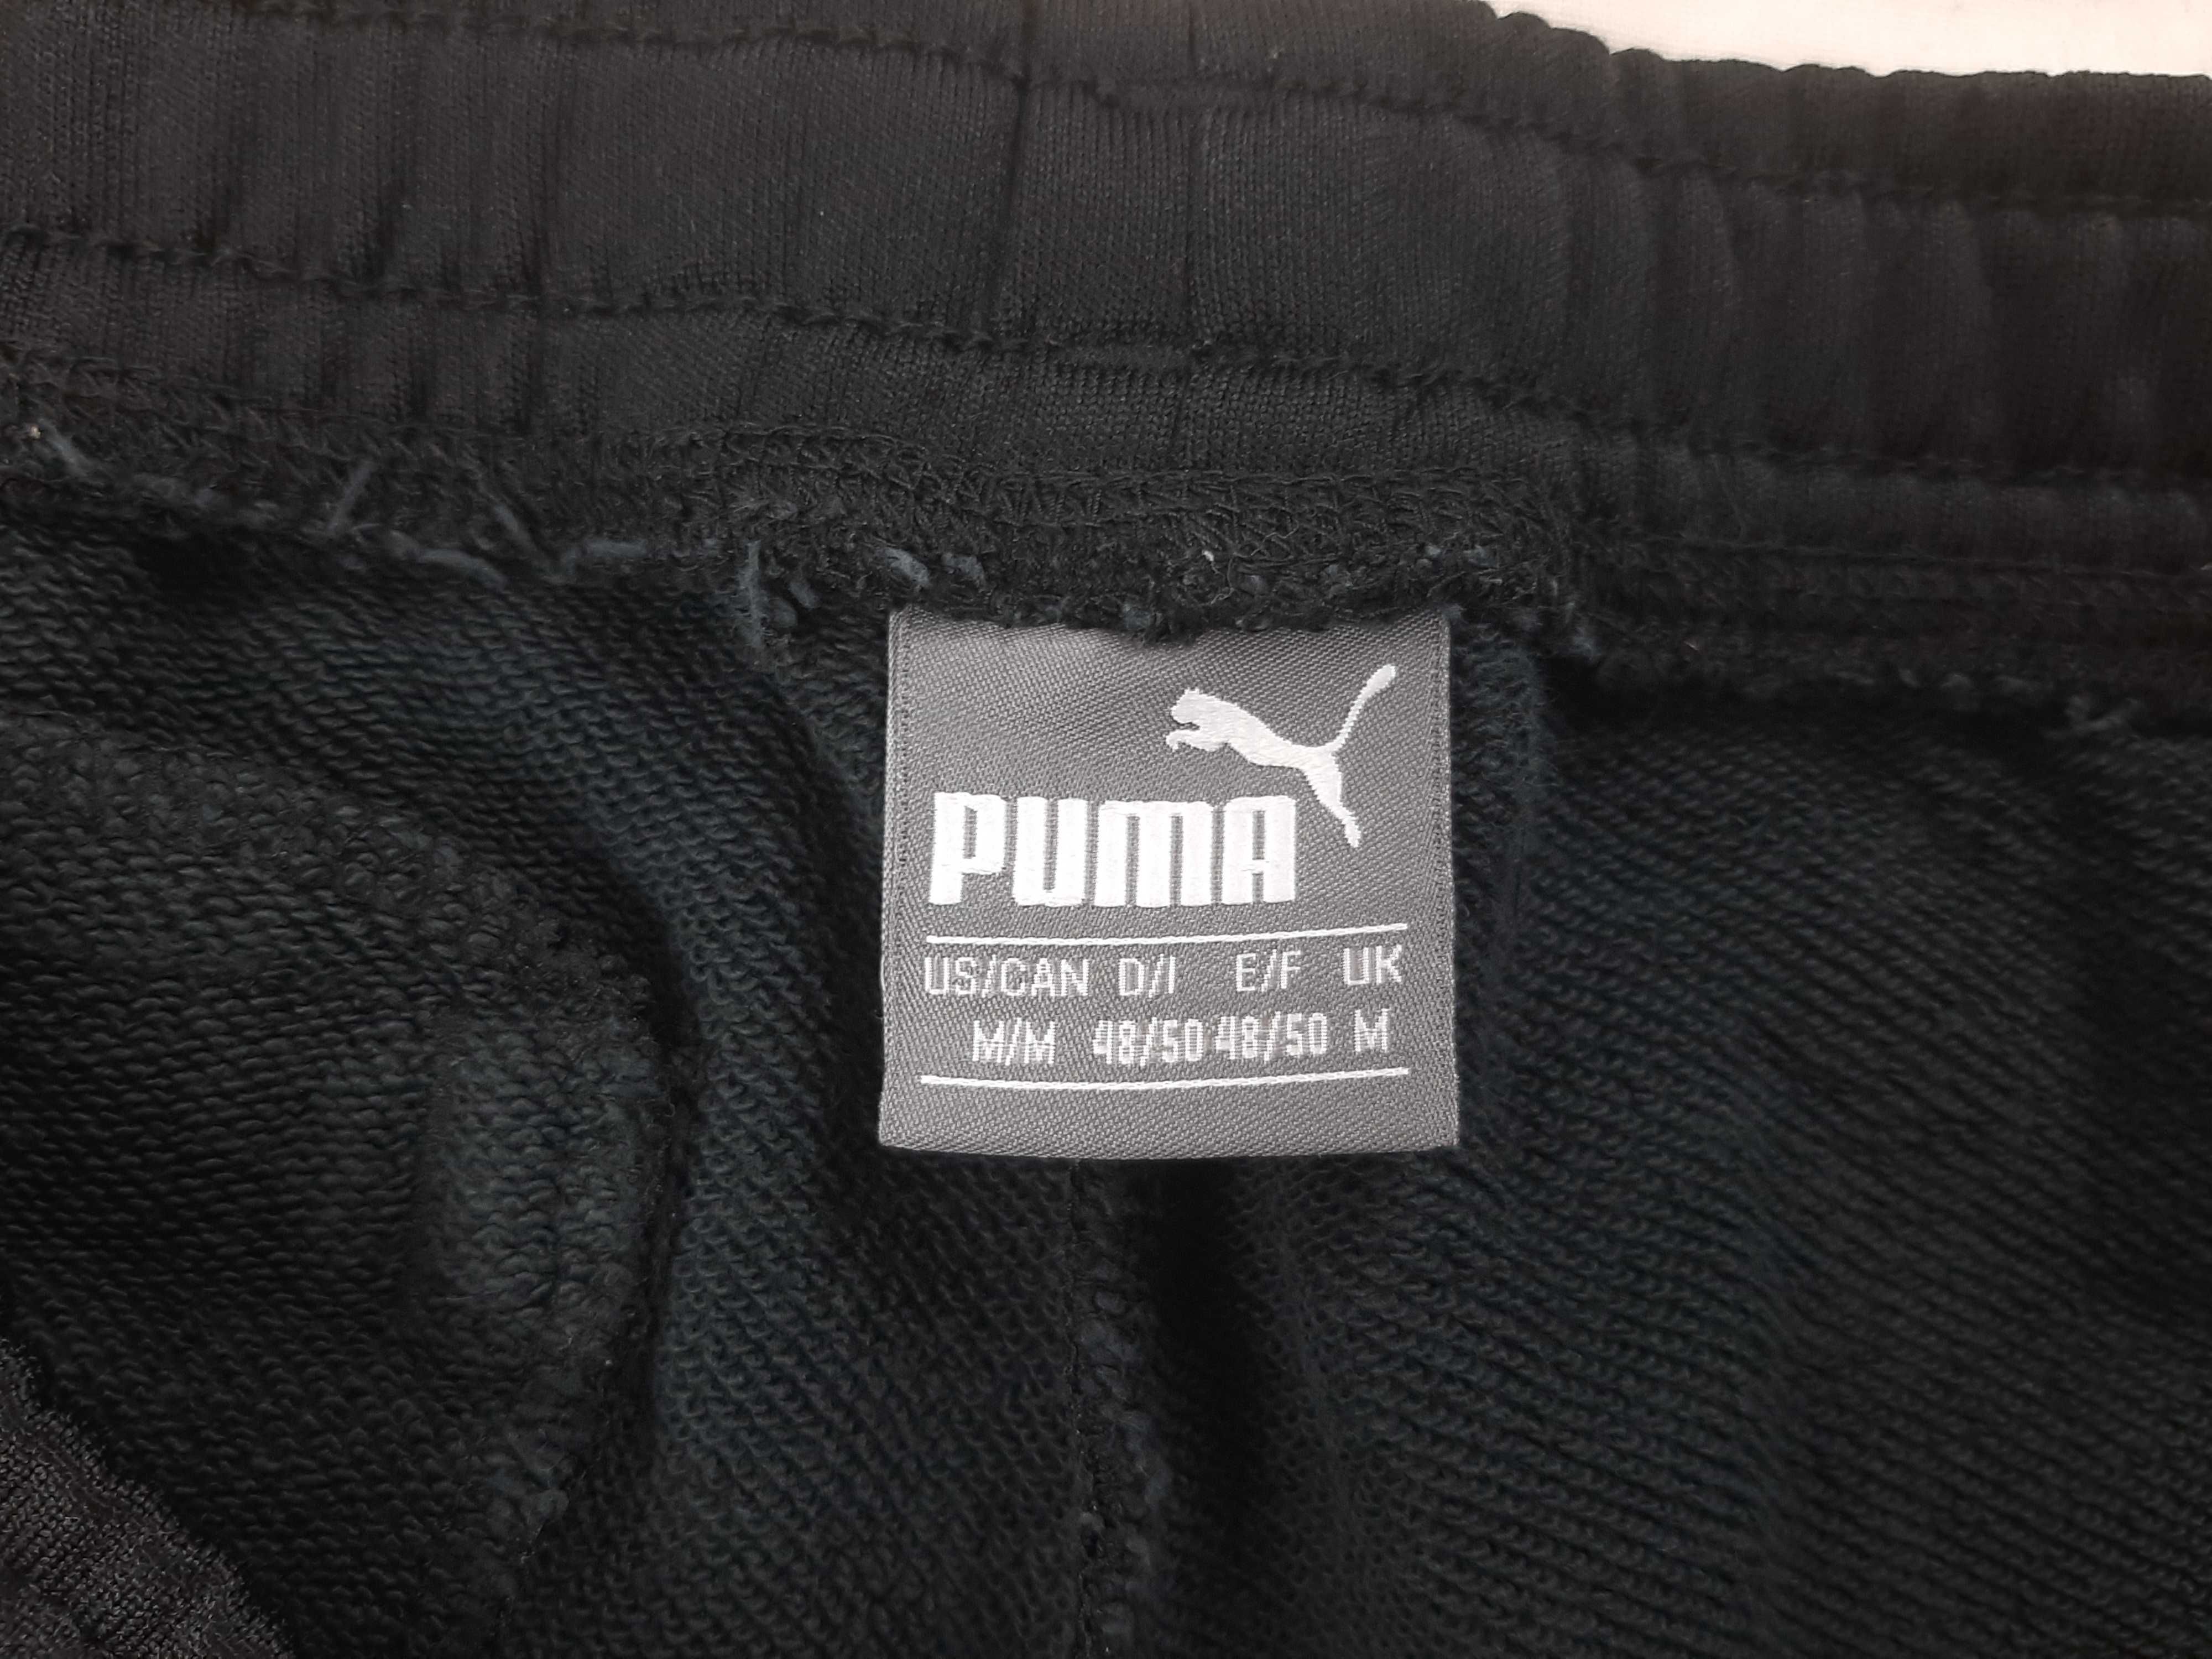 PUMA
US/CAN D/I E/F UK
M/M 48/50 48/50 M